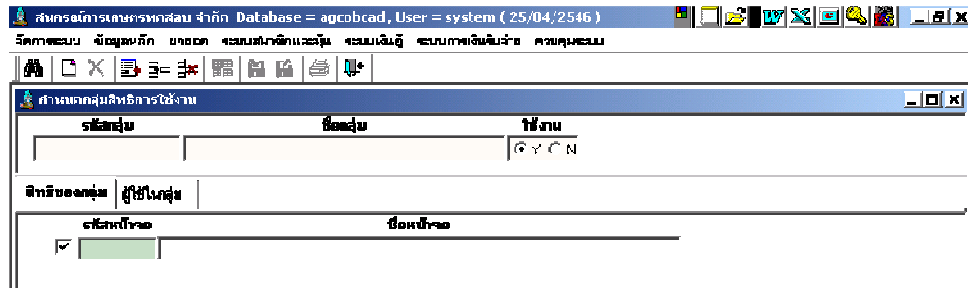 สหกรณ์การเกษตรทดสอบ จำกัด Database = agcobcad, User = system ( 25/04/2546 )
จัดการระบบ ข้อมูลหลัก ยายอด ระบบสมาชิกและหุ้น ระบบเงินกู้ ระบบการเงินรับจ่าย ควบคุมระบบ
กำหนดกลุ่มสิทธิการใช้งาน
รหัสกลุ่ม ชื่อกลุ่ม ใช้งาน
Y N
สิทธิของกลุ่ม ผู้ใช้ในกลุ่ม
รหัสหน้าจอ ชื่อหน้าจอ